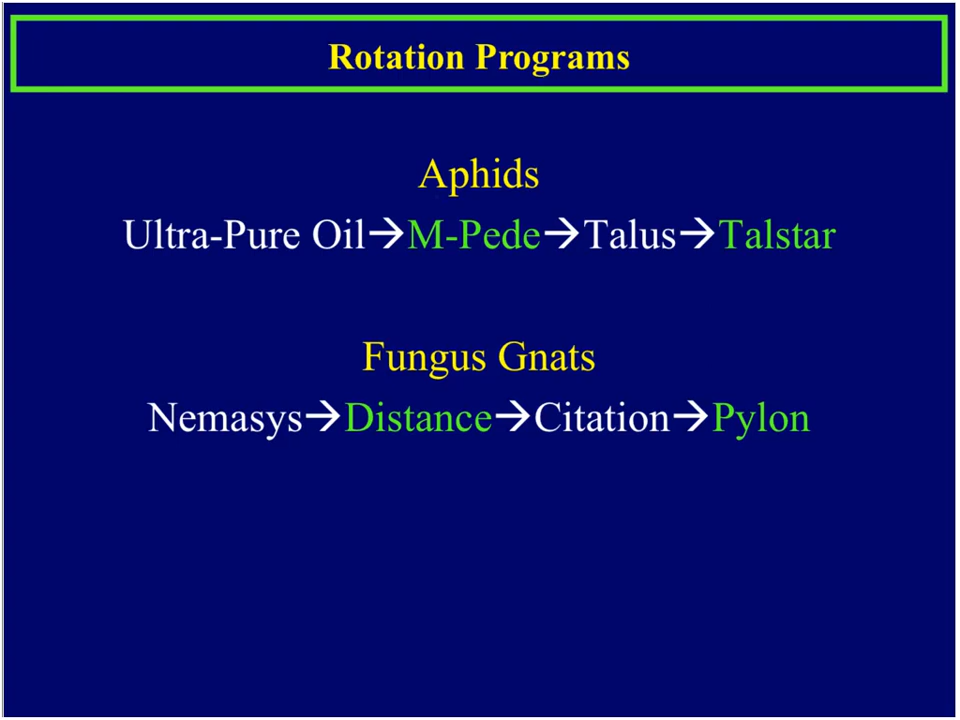 Rotation Programs
Aphids
Ultra-Pure Oil→M-Pede→Talus→Talstar
Fungus Gnats
Nemasys→Distance→Citation→Pylon